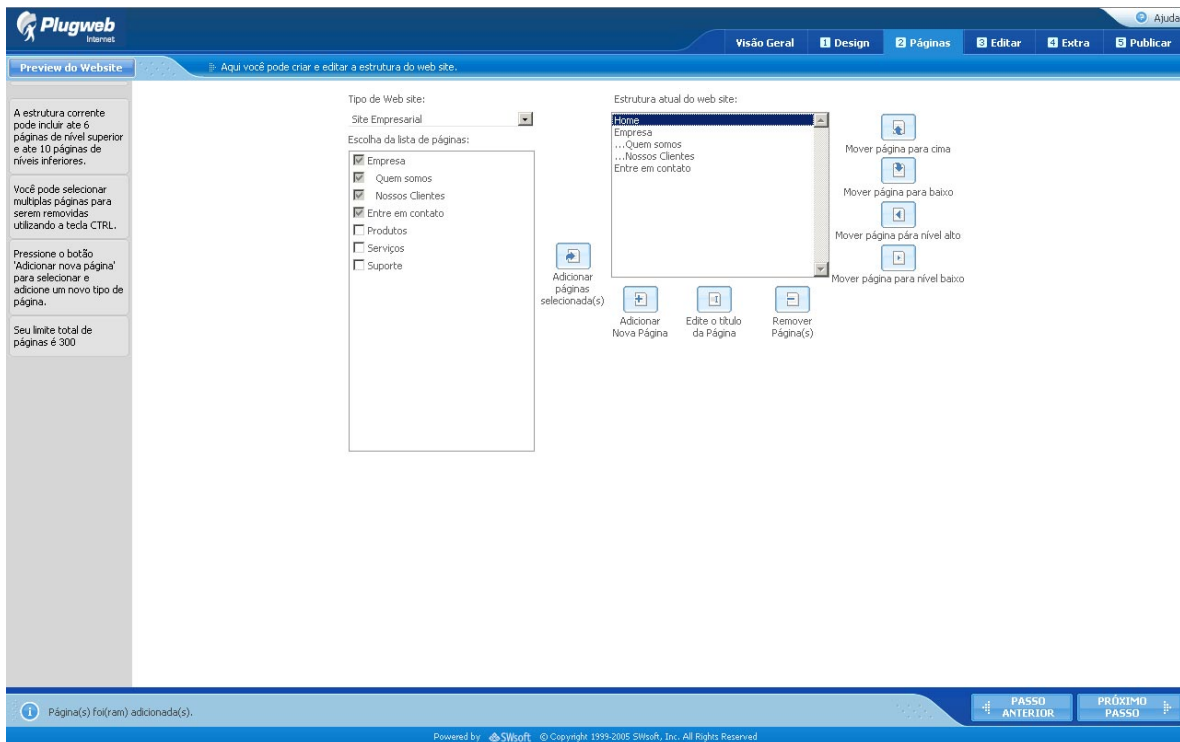 Plugweb
Internet
Ajuda
Visão Geral
1 Design
2 Páginas
3 Editar
4 Extra
5 Publicar
Preview do Website
Aqui você pode criar e editar a estrutura do web site.
A estrutura corrente
pode incluir ate 6
páginas de nível superior
e ate 10 páginas de
níveis inferiores.
Você pode selecionar
multiplas páginas para
serem removidas
utilizando a tecla CTRL.
Pressione o botão
'Adicionar nova página'
para selecionar e
adicione um novo tipo de
página.
Seu limite total de
páginas é 300
Tipo de Web site:
Site Empresarial
Escolha da lista de páginas:
Empresa
Quem somos
Nossos Clientes
Entre em contato
Produtos
Serviços
Suporte
Adicionar
páginas
selecionada(s)
Estrutura atual do web site:
Home
Empresa
...Quem somos
...Nossos Clientes
Entre em contato
Adicionar
Nova Página
Edite o título
da Página
Remover
Página(s)
Mover página para cima
Mover página para baixo
Mover página pára nível alto
Mover página para nível baixo
Página(s) foi(ram) adicionada(s).
PASSO
ANTERIOR
PRÓXIMO
PASSO
Powered by SWsoft © Copyright 1999-2005 SWsoft, Inc. All Rights Reserved